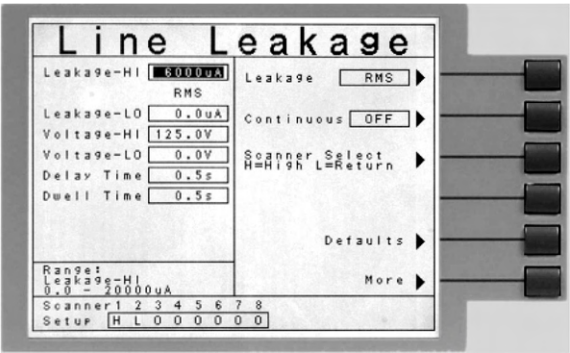 Line Leakage
Leakage-HI 6000uA
RMS
Leakage-LO 0.0uA
Voltage-HI 125.0V
Voltage-LO 0.0V
Delay Time 0.5s
Dwell Time 0.5s
Leakage RMS
Continuous OFF
Scanner Select
H=High L=Return
Defaults
More
Range:
Leakage-HI
0.0 - 20000uA
Scanner 1 2 3 4 5 6 7 8
Setup H L O O O O O O